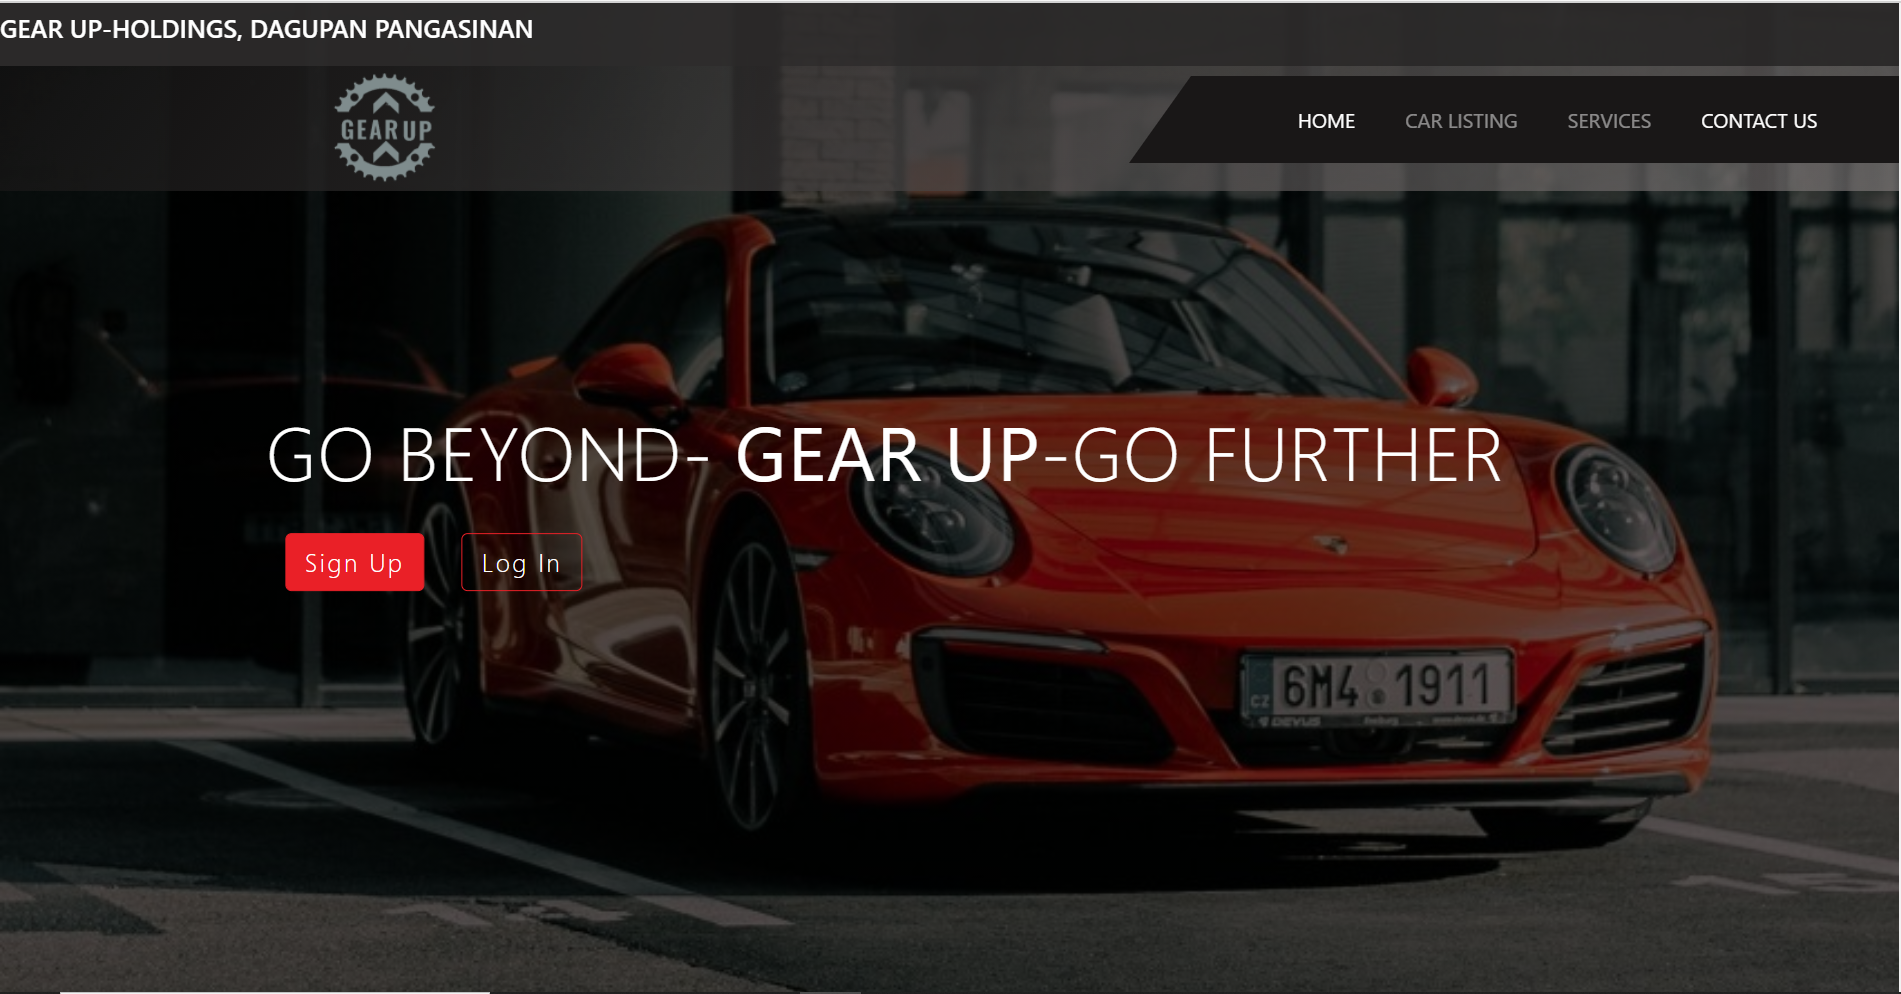 GEAR UP-HOLDINGS, DAGUPAN PANGASINAN
GEAR UP
HOME CAR LISTING SERVICES CONTACT US
GO BEYOND- GEAR UP-GO FURTHER
Sign Up Log In
6M4 1911
CZ
DEVUS